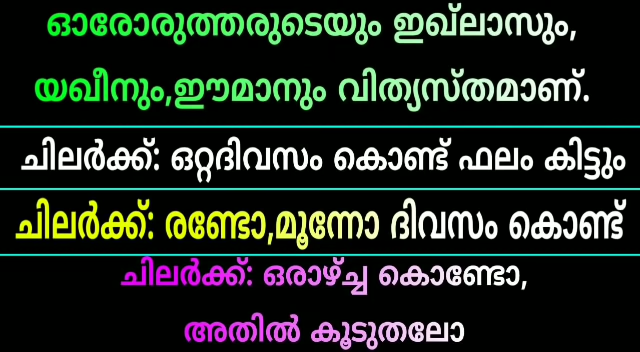 ഓരോരുത്തരുടെയും ഇഖ്ലാസും,
യഖീനും,ഈമാനും വിത്യസ്തമാണ്.
ചിലർക്ക്: ഒറ്റദിവസം കൊണ്ട് ഫലം കിട്ടും
ചിലർക്ക്: രണ്ടോ,മൂന്നോ ദിവസം കൊണ്ട്
ചിലർക്ക്: ഒരാഴ്ച്ച കൊണ്ടോ,
അതിൽ കൂടുതലോ